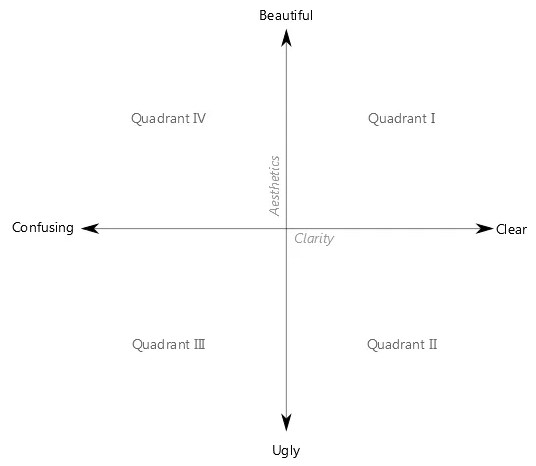 Beautiful
Quadrant IV
Quadrant I
Aesthetics
Confusing
Clear
Clarity
Quadrant III
Quadrant II
Ugly